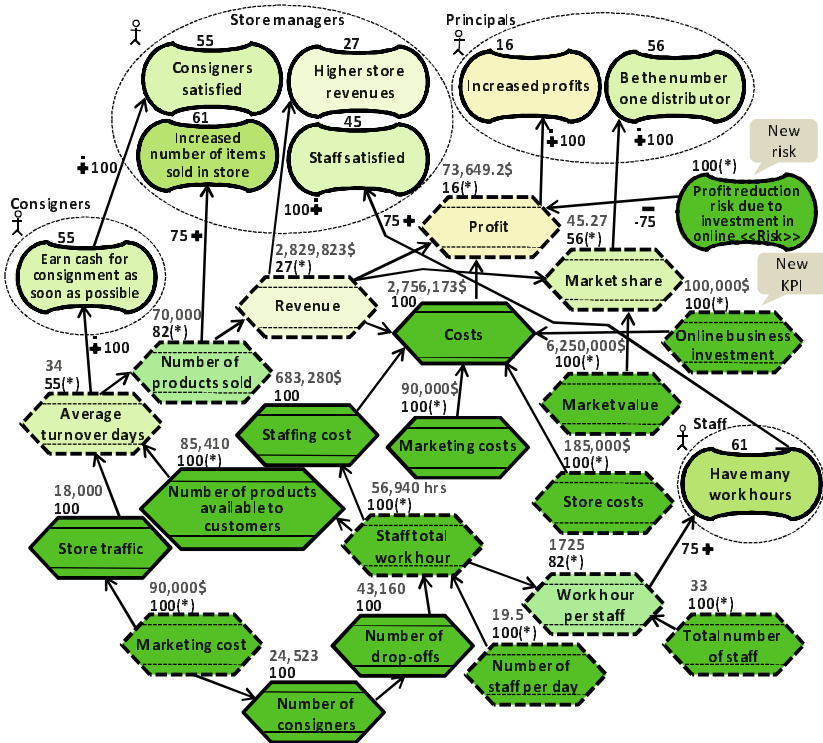 Store managers
Principals
55
Consigners
satisfied
27
Higher store
revenues
16
Increased profits
56
Be the number
one distributor
61
Increased
number of items
sold in store
45
Staff satisfied
+100
+100
+100
New
risk
100(*)
Profit reduction
risk due to
investment in
online <<Risk>>
-75
73,649.2$
16(*)
Profit
100+
75+
75+
Consigners
55
Earn cash for
consignment as
soon as possible
45.27
56(*)
Market share
2,829,823$
27(*)
Revenue
2,756,173$
100
Costs
New
KPI
100,000$
100(*)
Online business
investment
70,000
82(*)
Number of
products sold
+100
34
55(*)
Average
turnover days
683,280$
100
Staffing cost
90,000$
100(*)
Marketing costs
6,250,000$
100(*)
Market value
Staff
61
Have many
work hours
85,410
100(*)
Number of products
available to
customers
185,000$
100(*)
Store costs
18,000
100
Store traffic
56,940 hrs
100(*)
Staff total
work hour
75+
1725
82(*)
Work hour
per staff
33
100(*)
Total number
of staff
90,000$
100(*)
Marketing cost
43,160
100
Number of
drop-offs
19.5
100(*)
Number of
staff per day
24,523
100
Number of
consigners